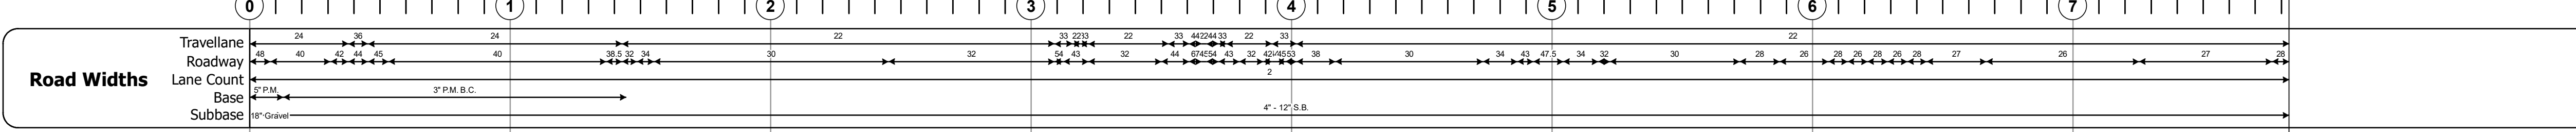 0 1 2 3 4 5 6 7
Road Widths
Travellane 24 36 24 22 33 22 33 22 33 44 22 44 33 22 33 22
Roadway 48 40 42 44 45 40 38.5 32 34 30 32 54 43 32 44 67 45 54 43 32 42 45 53 38 30 34 43 47.5 34 32 30 28 26 28 26 28 26 28 27 26 27 28
Lane Count 2
Base 5" P.M. 3" P.M. B.C.
Subbase 18" Gravel 4" - 12" S.B.